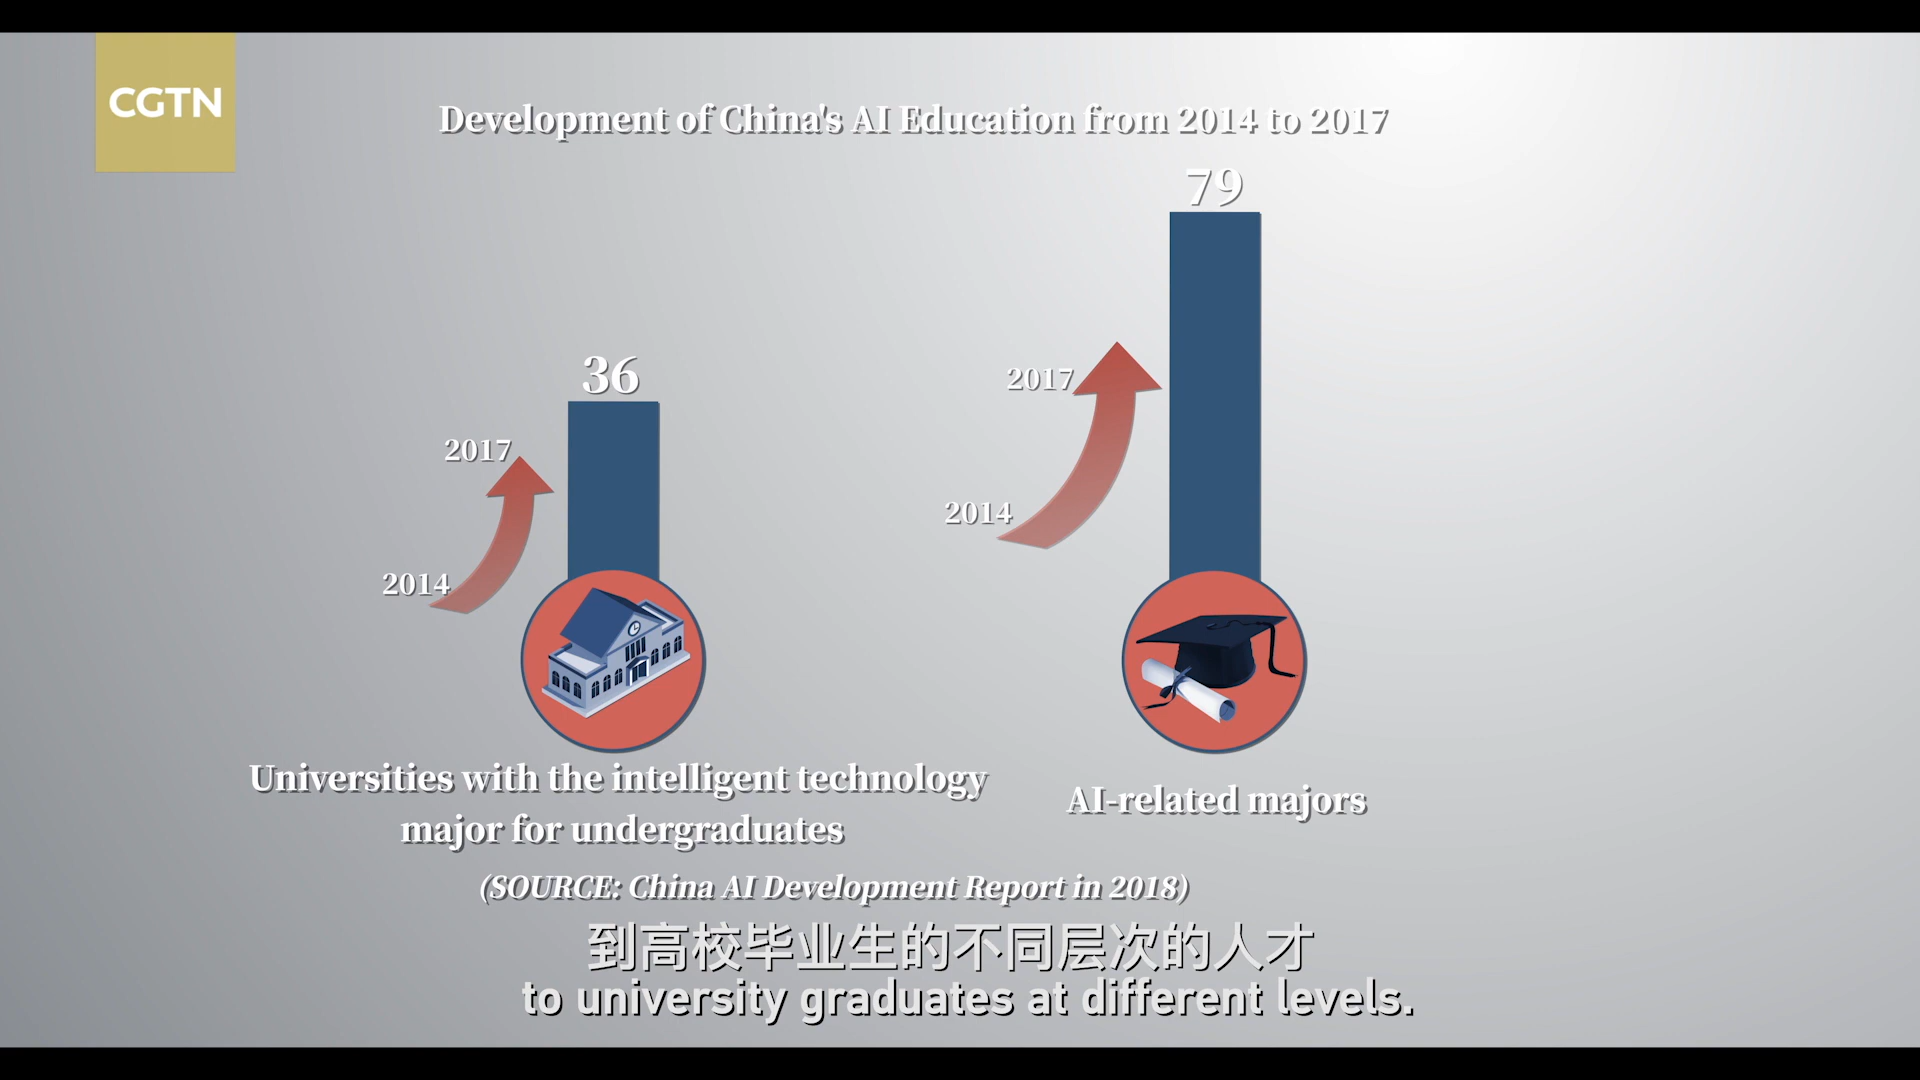 CGTN
Development of China's AI Education from 2014 to 2017
79
36
2017
2014
2017
2014
Universities with the intelligent technology
major for undergraduates
AI-related majors
(SOURCE: China AI Development Report in 2018)
到高校毕业生的不同层次的人才
to university graduates at different levels.